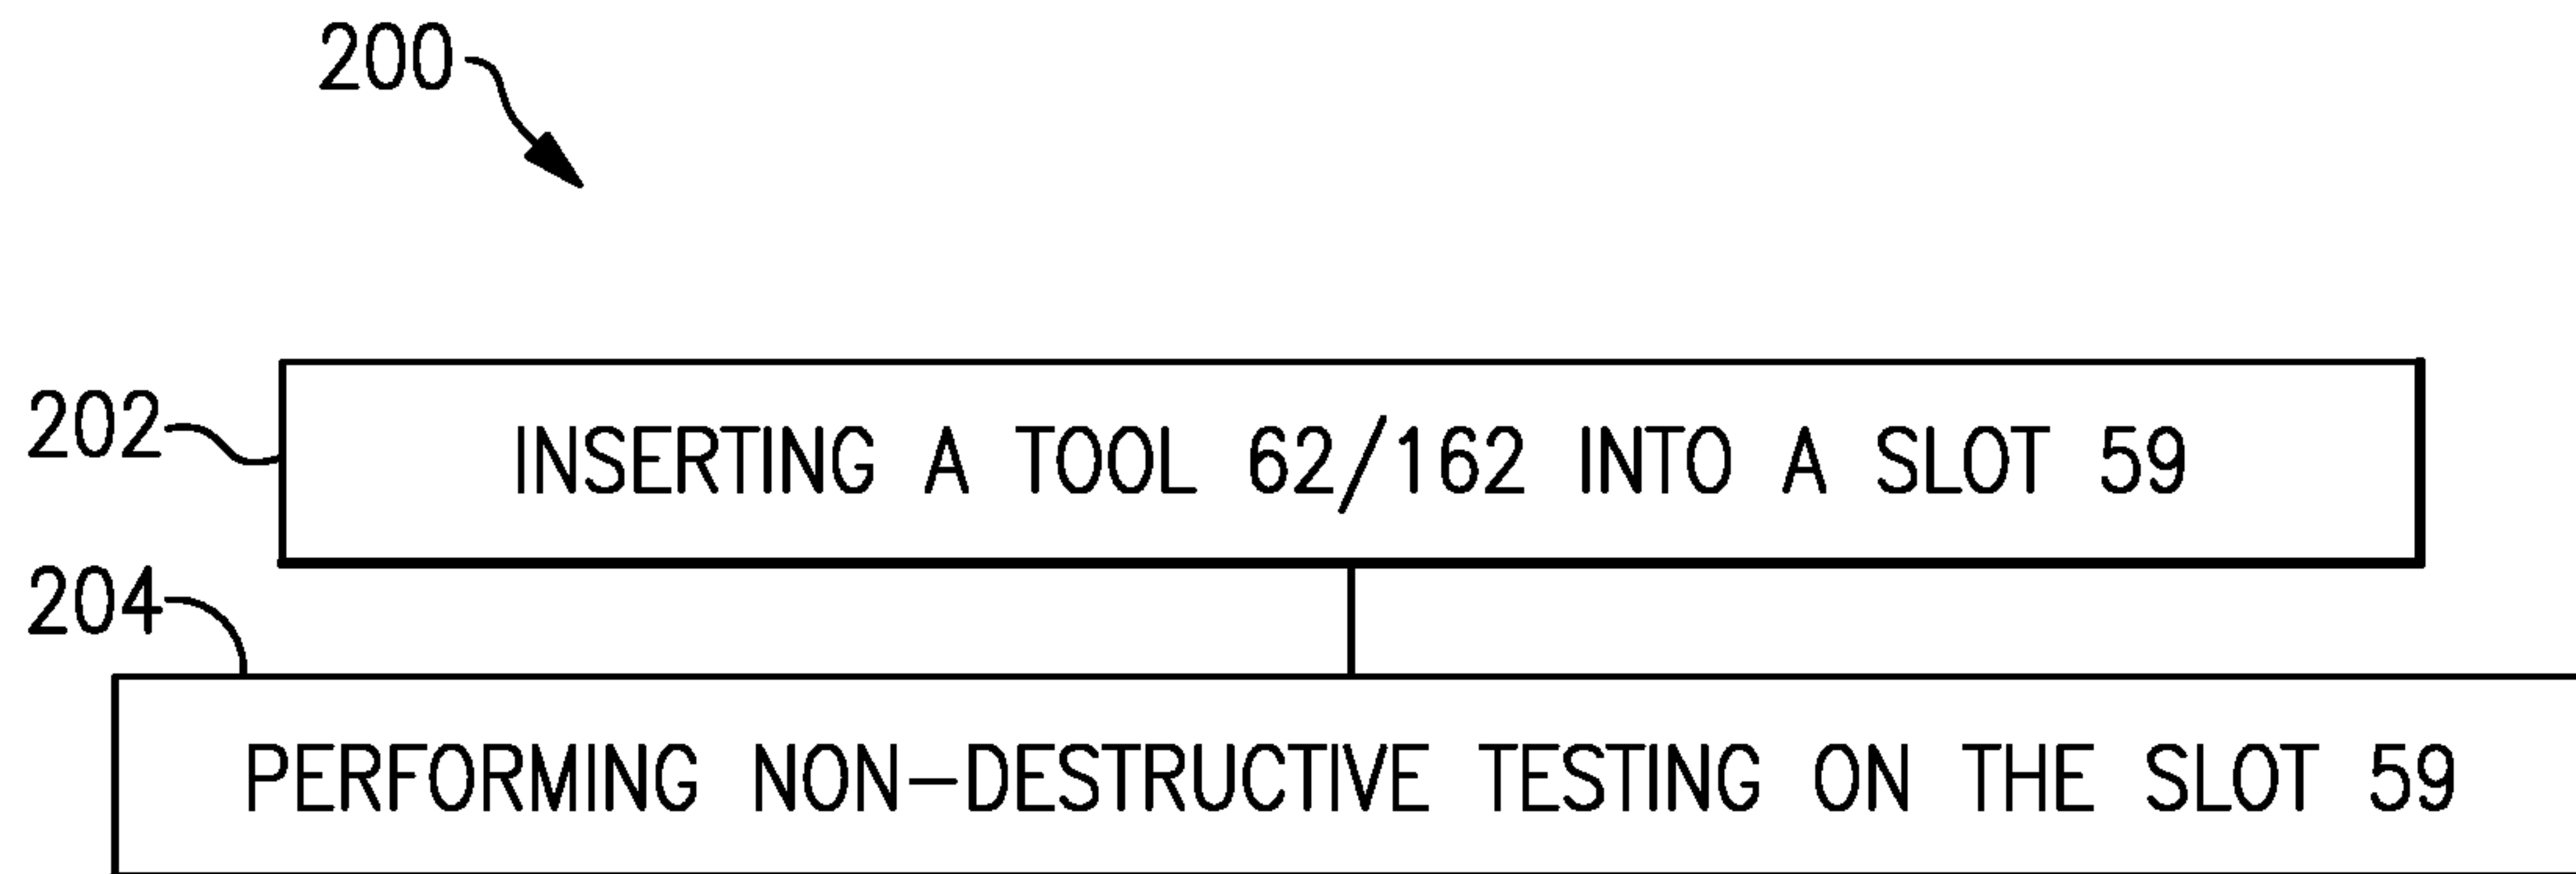 200
202
INSERTING A TOOL 62/162 INTO A SLOT 59
204
PERFORMING NON-DESTRUCTIVE TESTING ON THE SLOT 59